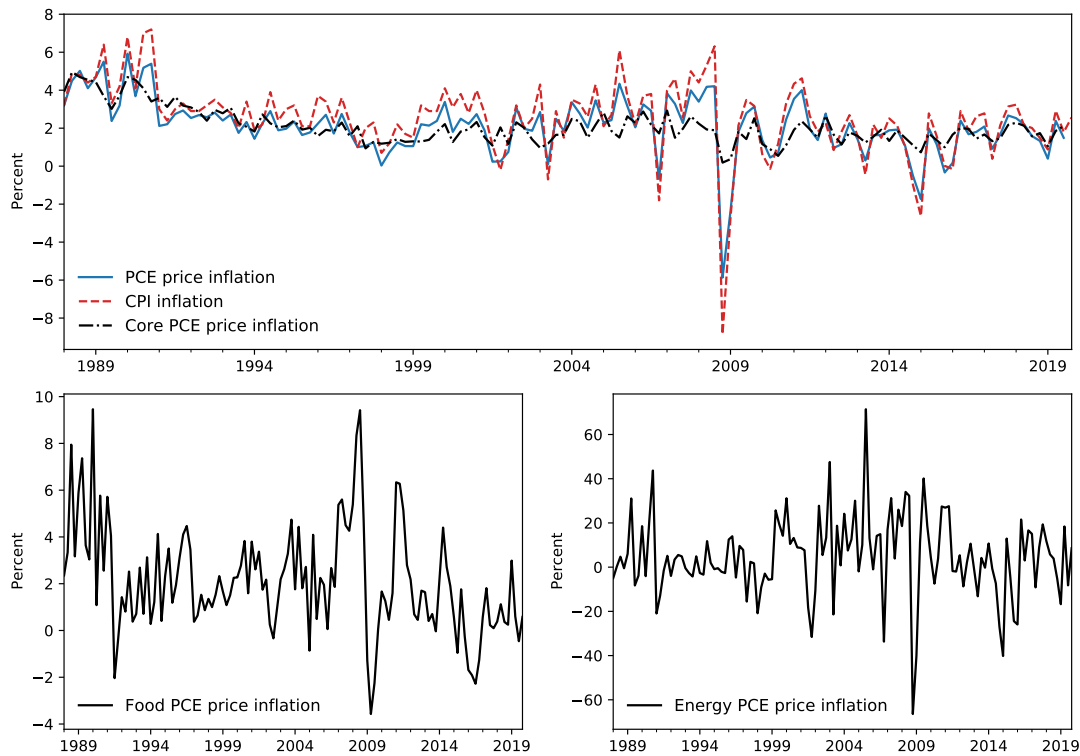 8
6
4
2
0
−2
−4
−6
−8
Percent
PCE price inflation
CPI inflation
Core PCE price inflation
1989 1994 1999 2004 2009 2014 2019
10
8
6
4
2
0
−2
−4
Percent
Food PCE price inflation
1989 1994 1999 2004 2009 2014 2019
60
40
20
0
−20
−40
−60
Percent
Energy PCE price inflation
1989 1994 1999 2004 2009 2014 2019